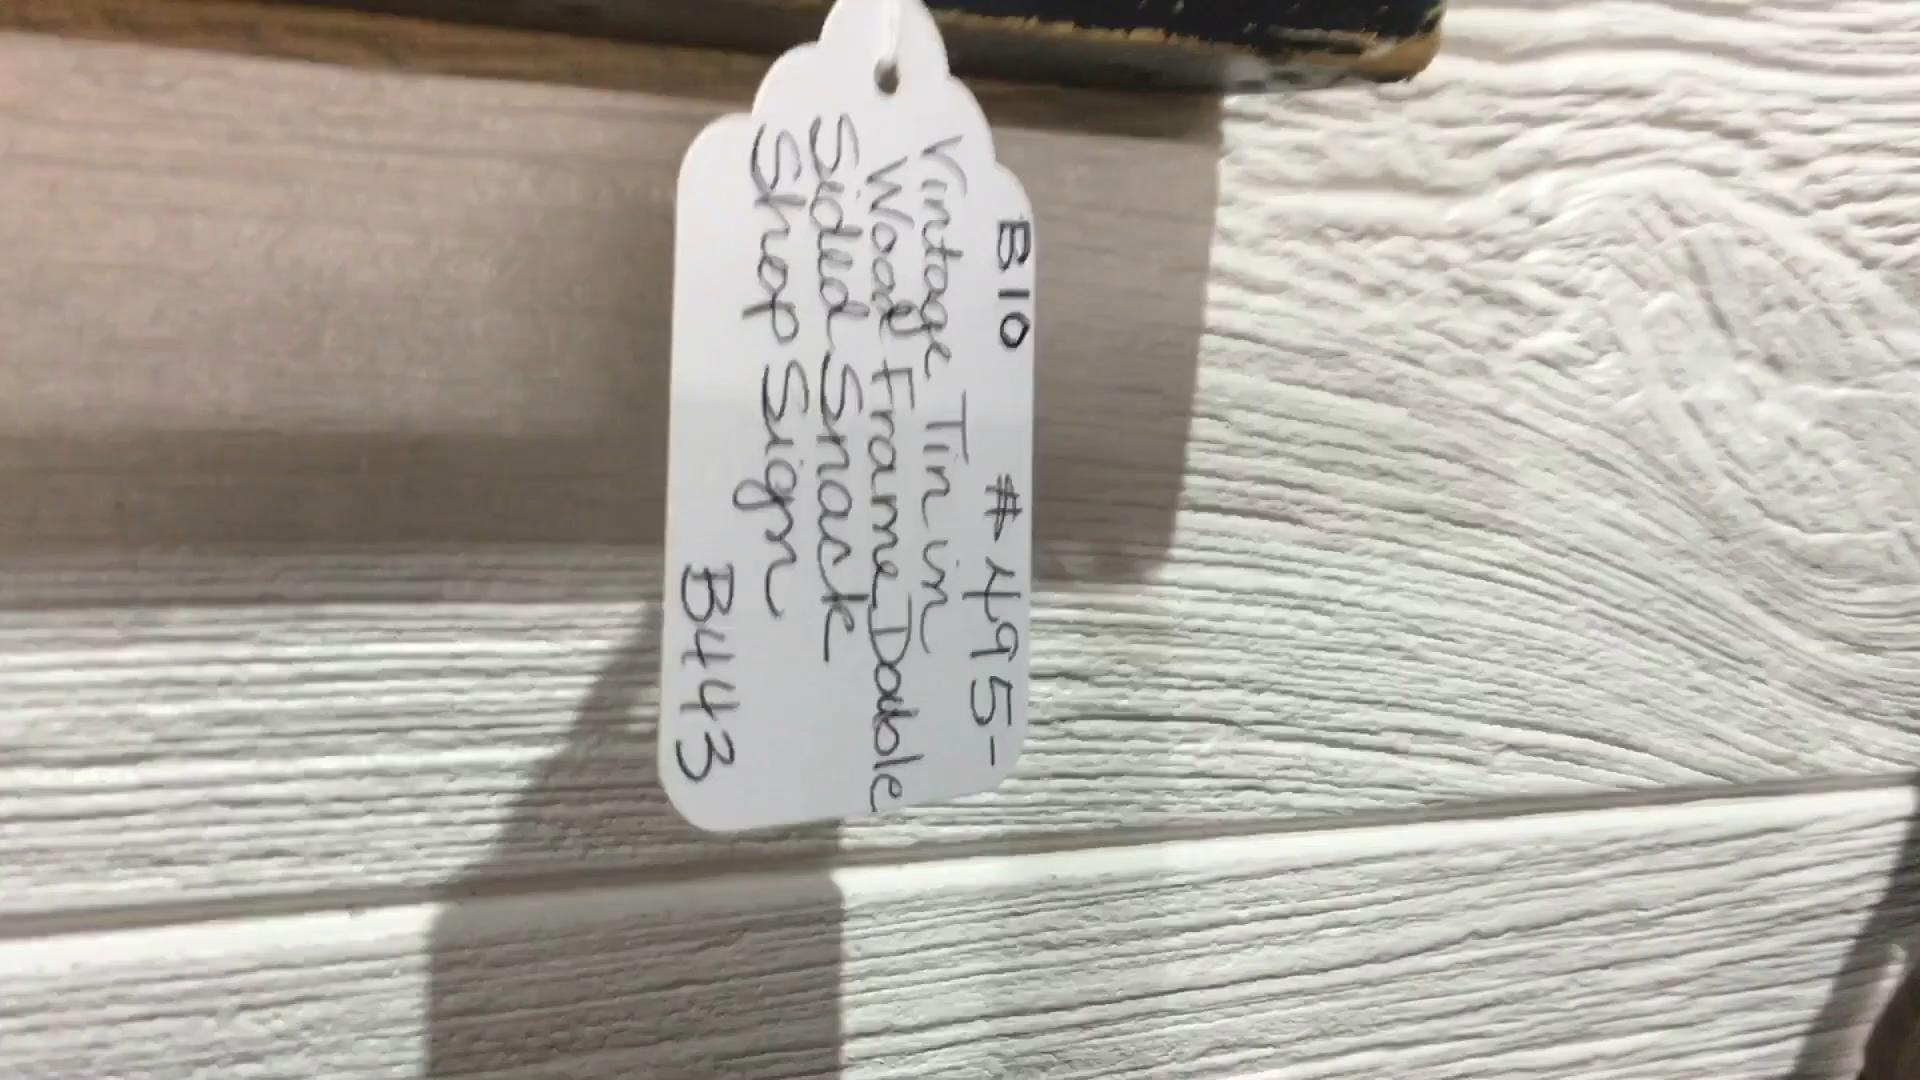 B10 #495-
Vintage Tin in
Wood Frame Double
Sided Snack
Shop Sign
B443